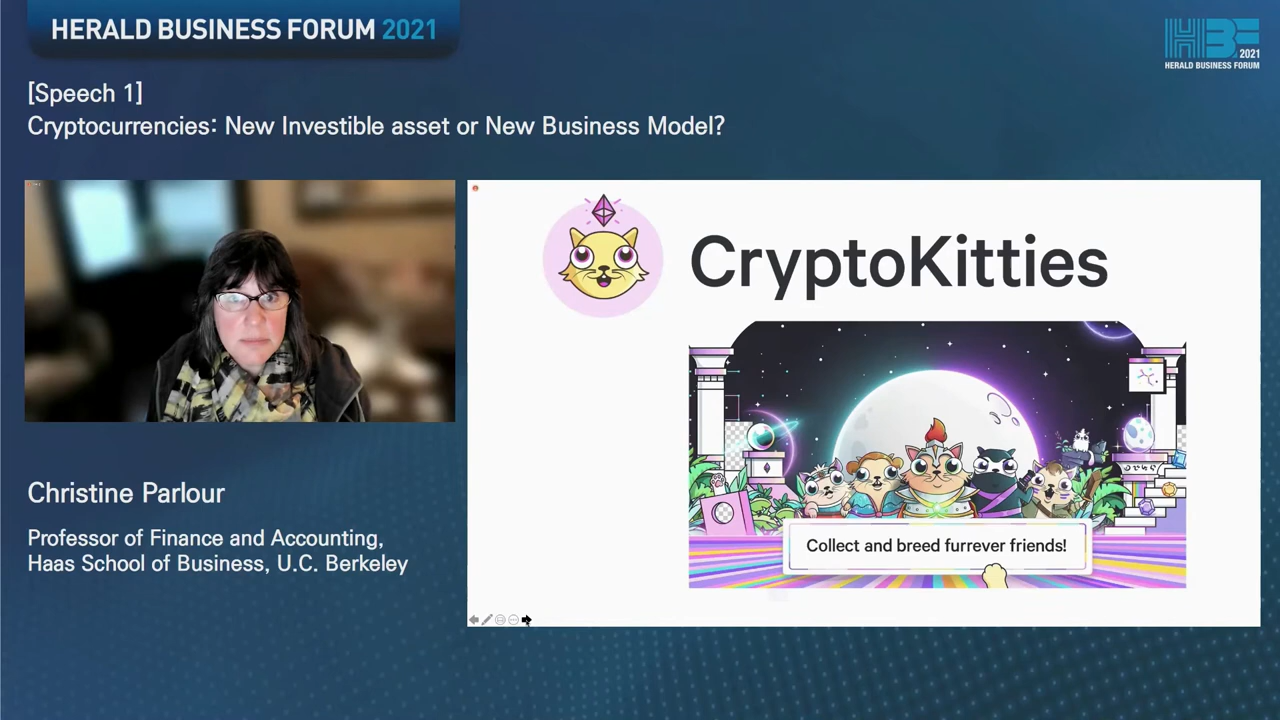 HERALD BUSINESS FORUM 2021
HBF
2021
HERALD BUSINESS FORUM
[Speech 1]
Cryptocurrencies: New Investible asset or New Business Model?
CryptoKitties
Collect and breed furrever friends!
Christine Parlour
Professor of Finance and Accounting,
Haas School of Business, U.C. Berkeley